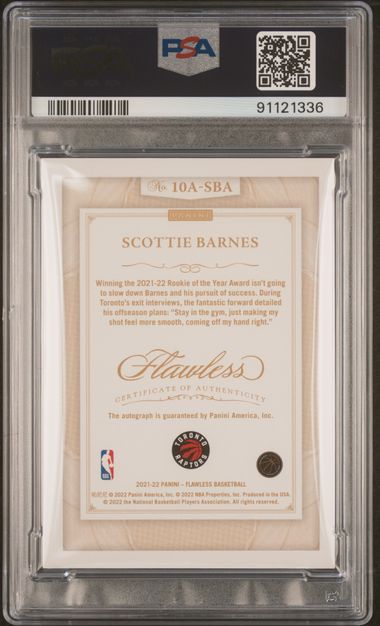 PSA
91121336
No. 10A-SBA
PANINI
SCOTTIE BARNES
Winning the 2021-22 Rookie of the Year Award isn't going
to slow down Barnes and his pursuit of success. During
Toronto's exit interviews, the fantastic forward detailed
his offseason plans: "Stay in the gym, just making my
shot feel more smooth, coming off my hand right."
Flawless
CERTIFICATE OF AUTHENTICITY
The autograph is guaranteed by Panini America, Inc.
TORONTO
RAPTORS
NBA
2021-22 PANINI – FLAWLESS BASKETBALL
© 2022 Panini America, Inc. © 2022 NBA Properties, Inc. Produced in the USA.
© 2022 the National Basketball Players Association. All rights reserved.